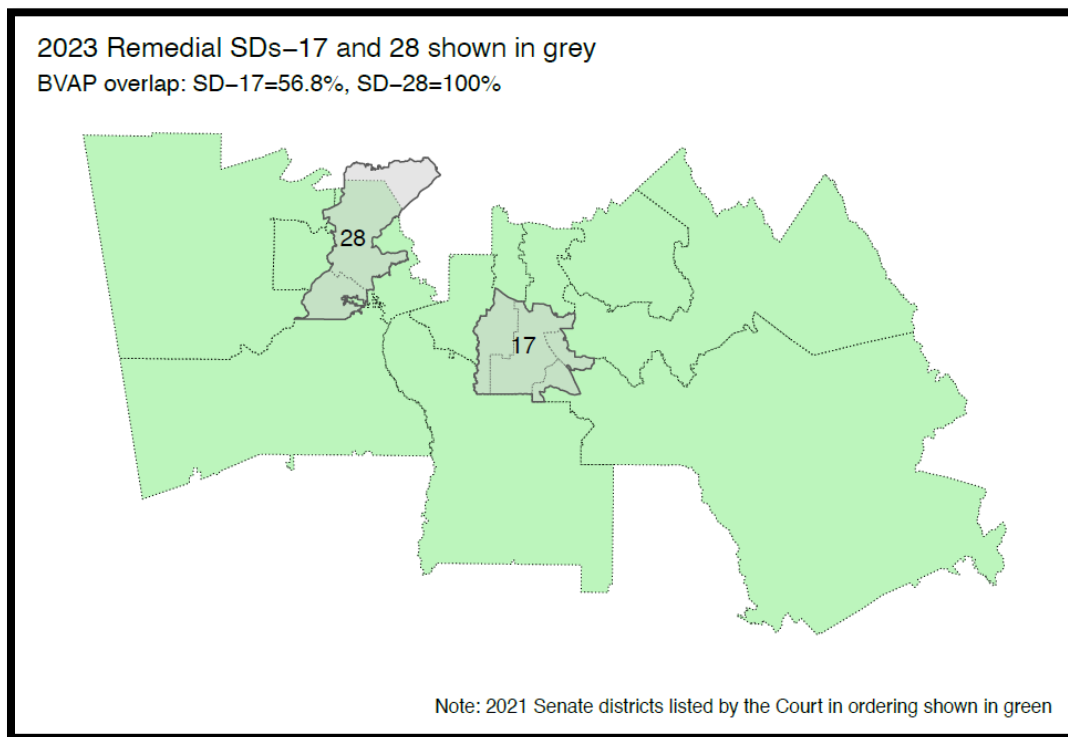 2023 Remedial SDs−17 and 28 shown in grey
BVAP overlap: SD−17=56.8%, SD−28=100%
28
17
Note: 2021 Senate districts listed by the Court in ordering shown in green